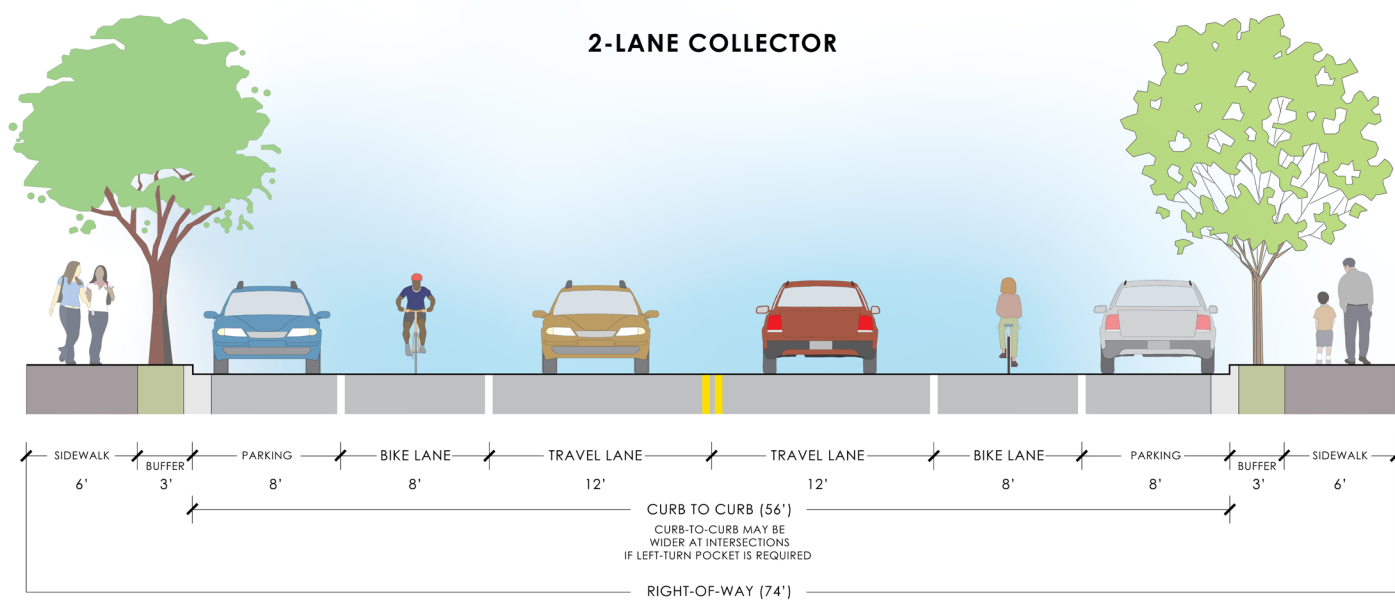 2-LANE COLLECTOR
SIDEWALK BUFFER PARKING BIKE LANE TRAVEL LANE TRAVEL LANE BIKE LANE PARKING BUFFER SIDEWALK
6' 3' 8' 8' 12' 12' 8' 8' 3' 6'
CURB TO CURB (56')
CURB-TO-CURB MAY BE
WIDER AT INTERSECTIONS
IF LEFT-TURN POCKET IS REQUIRED
RIGHT-OF-WAY (74')